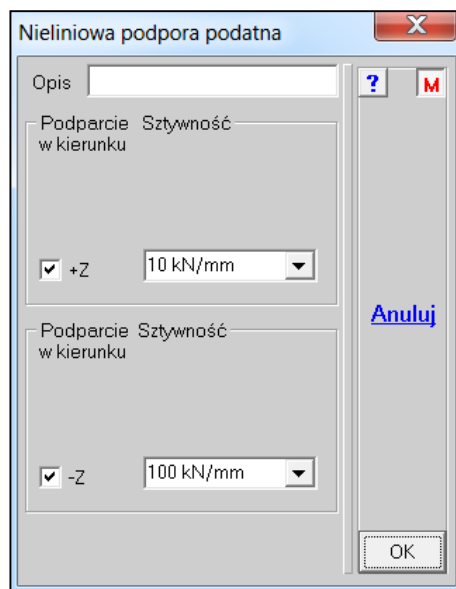 Nieliniowa podpora podatna
X
Opis
? M
Podparcie Sztywność
w kierunku
+Z 10 kN/mm
Anuluj
Podparcie Sztywność
w kierunku
-Z 100 kN/mm
OK